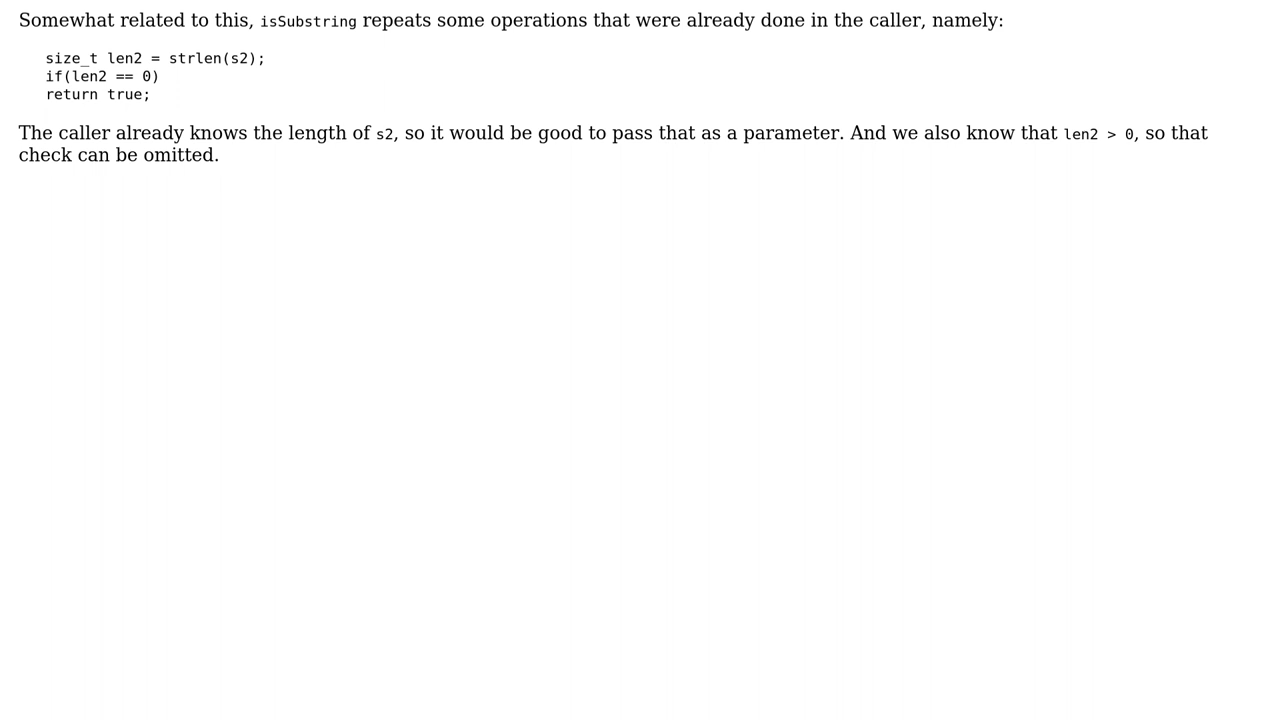 Somewhat related to this, isSubstring repeats some operations that were already done in the caller, namely:
size_t len2 = strlen(s2);
if(len2 == 0)
return true;
The caller already knows the length of s2, so it would be good to pass that as a parameter. And we also know that len2 > 0, so that
check can be omitted.